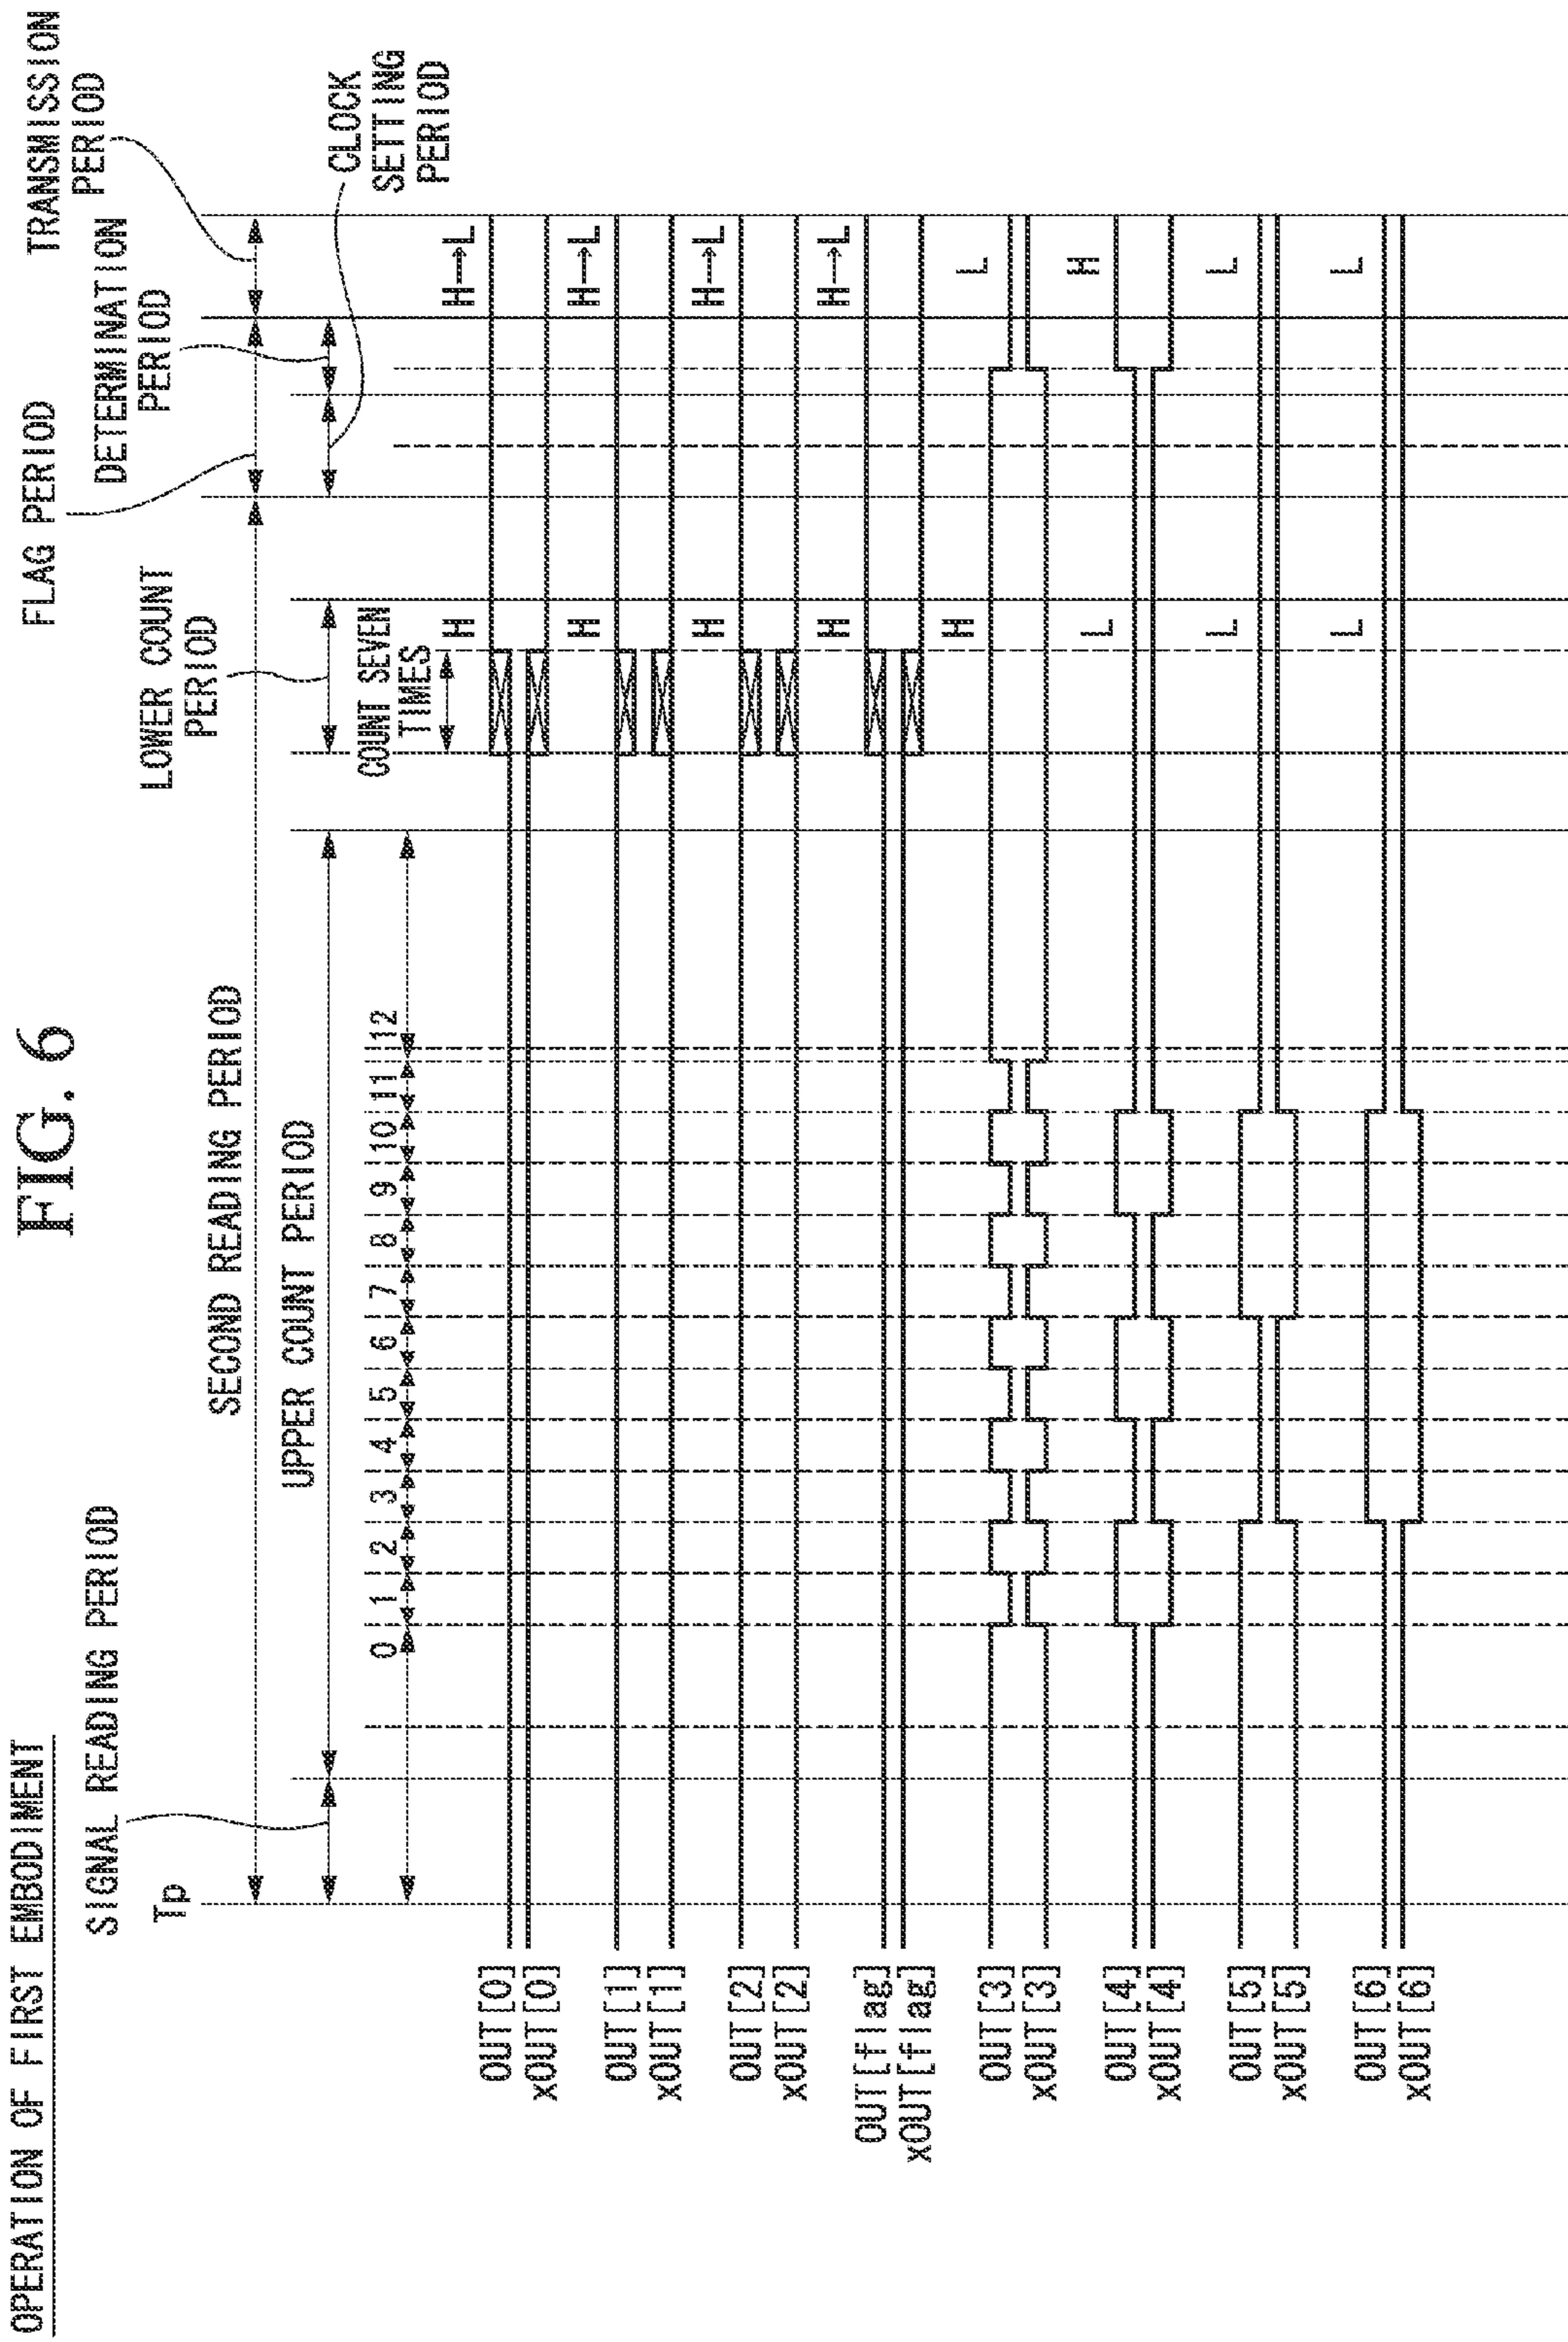 OPERATION OF FIRST EMBODIMENT
FIG. 6
Tp
SIGNAL READING PERIOD
SECOND READING PERIOD
UPPER COUNT PERIOD
0 1 2 3 4 5 6 7 8 9 10 11 12
LOWER COUNT
PERIOD
COUNT SEVEN
TIMES
FLAG PERIOD
DETERMINATION
PERIOD
TRANSMISSION
PERIOD
CLOCK
SETTING
PERIOD
OUT[0] H H→L
xOUT[0]
OUT[1] H H→L
xOUT[1]
OUT[2] H H→L
xOUT[2]
OUT[flag] H H→L
xOUT[flag]
OUT[3] H L
xOUT[3]
OUT[4] L H
xOUT[4]
OUT[5] L L
xOUT[5]
OUT[6] L L
xOUT[6]